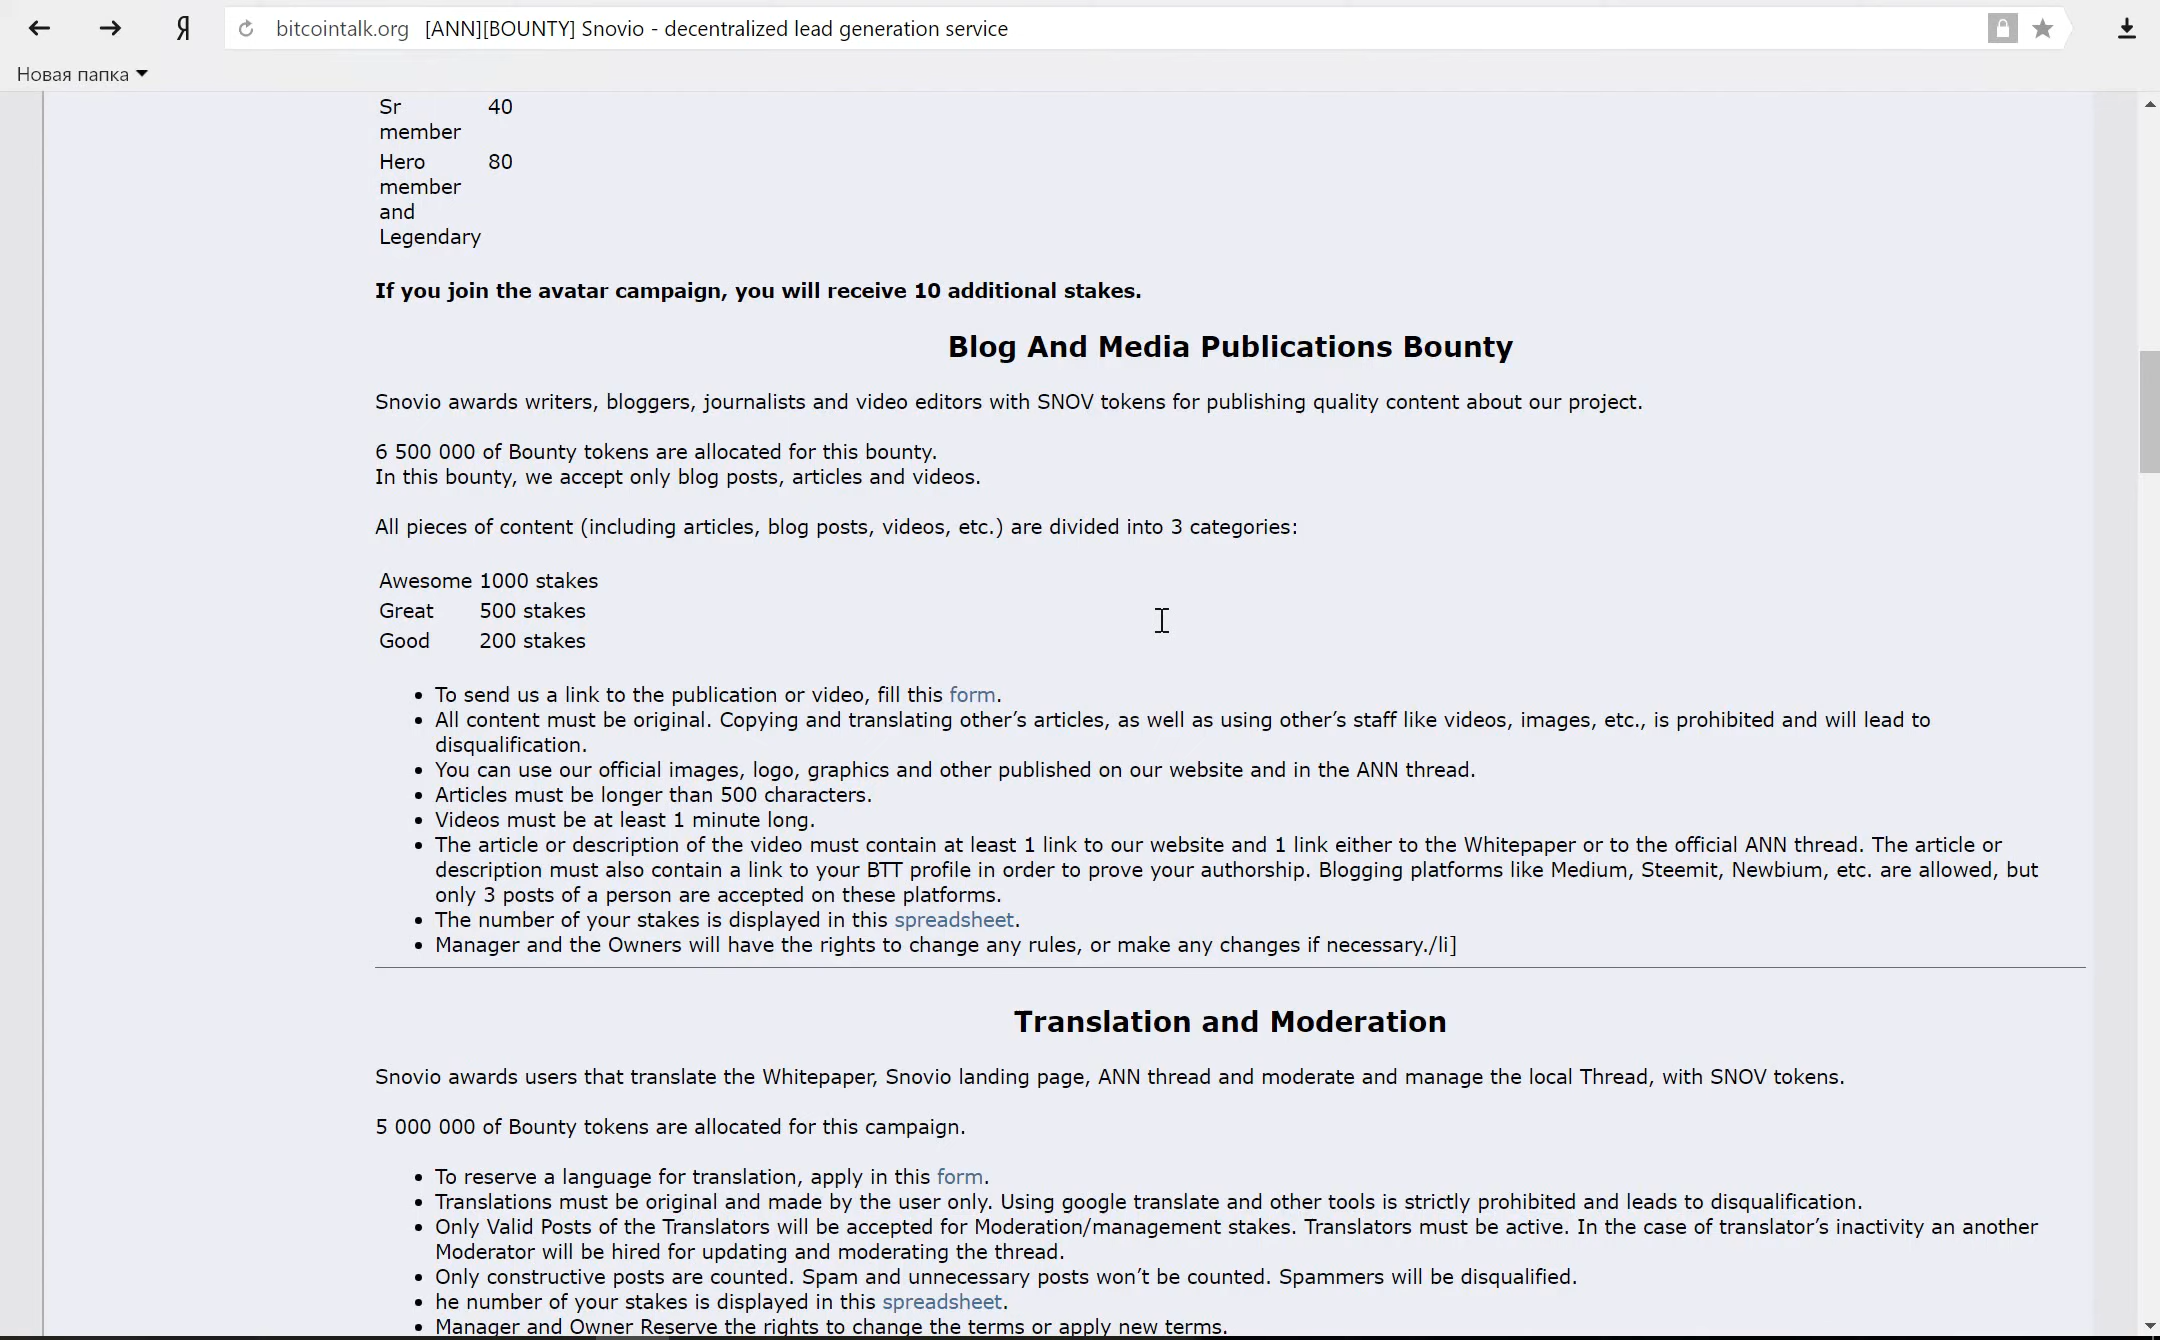 Я
bitcointalk.org [ANN][BOUNTY] Snovio - decentralized lead generation service
Новая папка
Sr member 40
Hero member and Legendary 80
If you join the avatar campaign, you will receive 10 additional stakes.
Blog And Media Publications Bounty
Snovio awards writers, bloggers, journalists and video editors with SNOV tokens for publishing quality content about our project.
6 500 000 of Bounty tokens are allocated for this bounty.
In this bounty, we accept only blog posts, articles and videos.
All pieces of content (including articles, blog posts, videos, etc.) are divided into 3 categories:
Awesome 1000 stakes
Great 500 stakes
Good 200 stakes
• To send us a link to the publication or video, fill this form.
• All content must be original. Copying and translating other’s articles, as well as using other’s staff like videos, images, etc., is prohibited and will lead to
disqualification.
• You can use our official images, logo, graphics and other published on our website and in the ANN thread.
• Articles must be longer than 500 characters.
• Videos must be at least 1 minute long.
• The article or description of the video must contain at least 1 link to our website and 1 link either to the Whitepaper or to the official ANN thread. The article or
description must also contain a link to your BTT profile in order to prove your authorship. Blogging platforms like Medium, Steemit, Newbium, etc. are allowed, but
only 3 posts of a person are accepted on these platforms.
• The number of your stakes is displayed in this spreadsheet.
• Manager and the Owners will have the rights to change any rules, or make any changes if necessary./li]
Translation and Moderation
Snovio awards users that translate the Whitepaper, Snovio landing page, ANN thread and moderate and manage the local Thread, with SNOV tokens.
5 000 000 of Bounty tokens are allocated for this campaign.
• To reserve a language for translation, apply in this form.
• Translations must be original and made by the user only. Using google translate and other tools is strictly prohibited and leads to disqualification.
• Only Valid Posts of the Translators will be accepted for Moderation/management stakes. Translators must be active. In the case of translator’s inactivity an another
Moderator will be hired for updating and moderating the thread.
• Only constructive posts are counted. Spam and unnecessary posts won’t be counted. Spammers will be disqualified.
• he number of your stakes is displayed in this spreadsheet.
• Manager and Owner Reserve the rights to change the terms or apply new terms.